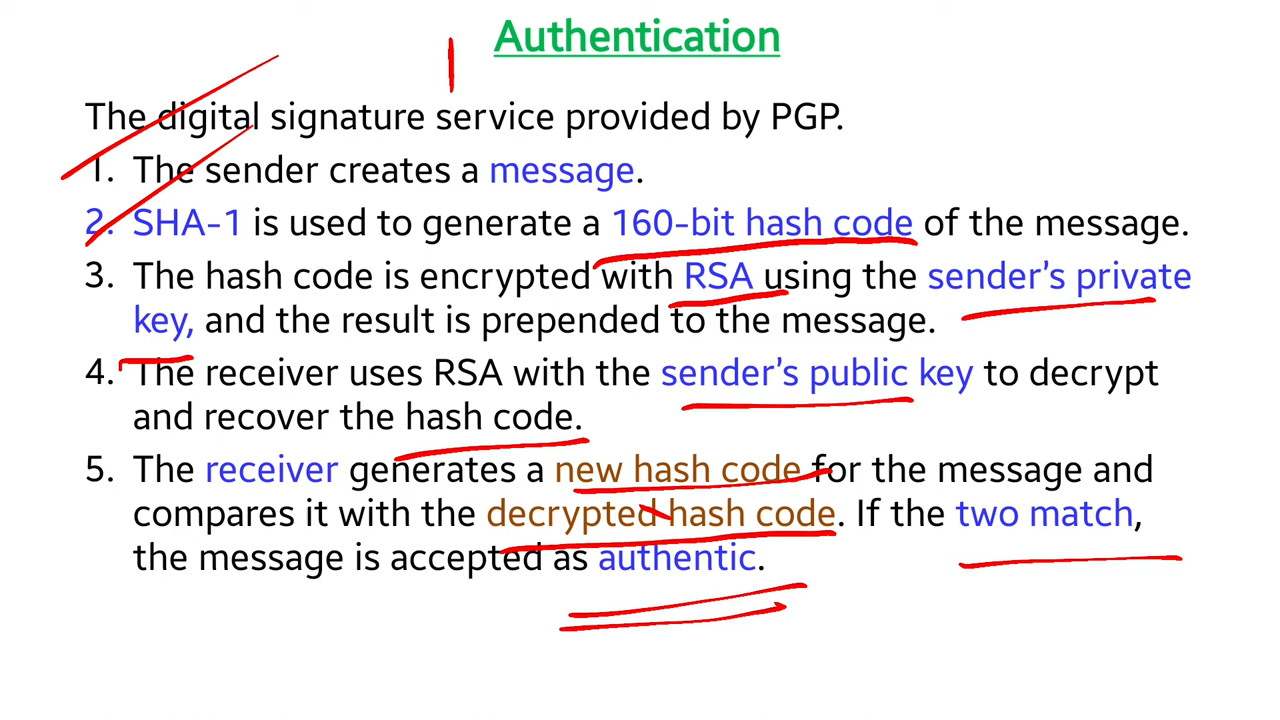 Authentication
The digital signature service provided by PGP.
1. The sender creates a message.
2. SHA-1 is used to generate a 160-bit hash code of the message.
3. The hash code is encrypted with RSA using the sender's private
key, and the result is prepended to the message.
4. The receiver uses RSA with the sender's public key to decrypt
and recover the hash code.
5. The receiver generates a new hash code for the message and
compares it with the decrypted hash code. If the two match,
the message is accepted as authentic.